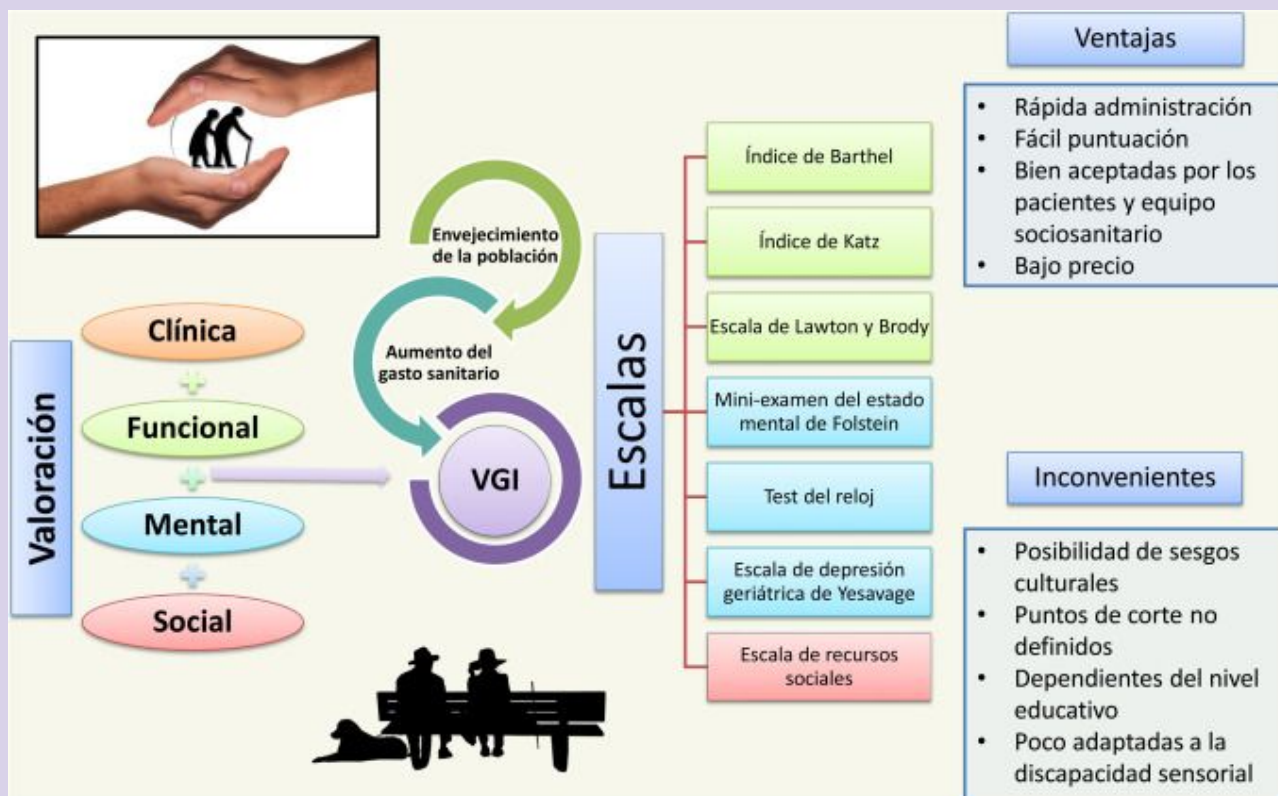 Valoración
Clínica
Funcional
Mental
Social
Envejecimiento
de la población
Aumento del
gasto sanitario
VGI
Escalas
Índice de Barthel
Índice de Katz
Escala de Lawton y Brody
Mini-examen del estado
mental de Folstein
Test del reloj
Escala de depresión
geriátrica de Yesavage
Escala de recursos
sociales
Ventajas
• Rápida administración
• Fácil puntuación
• Bien aceptadas por los
pacientes y equipo
sociosanitario
• Bajo precio
Inconvenientes
• Posibilidad de sesgos
culturales
• Puntos de corte no
definidos
• Dependientes del nivel
educativo
• Poco adaptadas a la
discapacidad sensorial